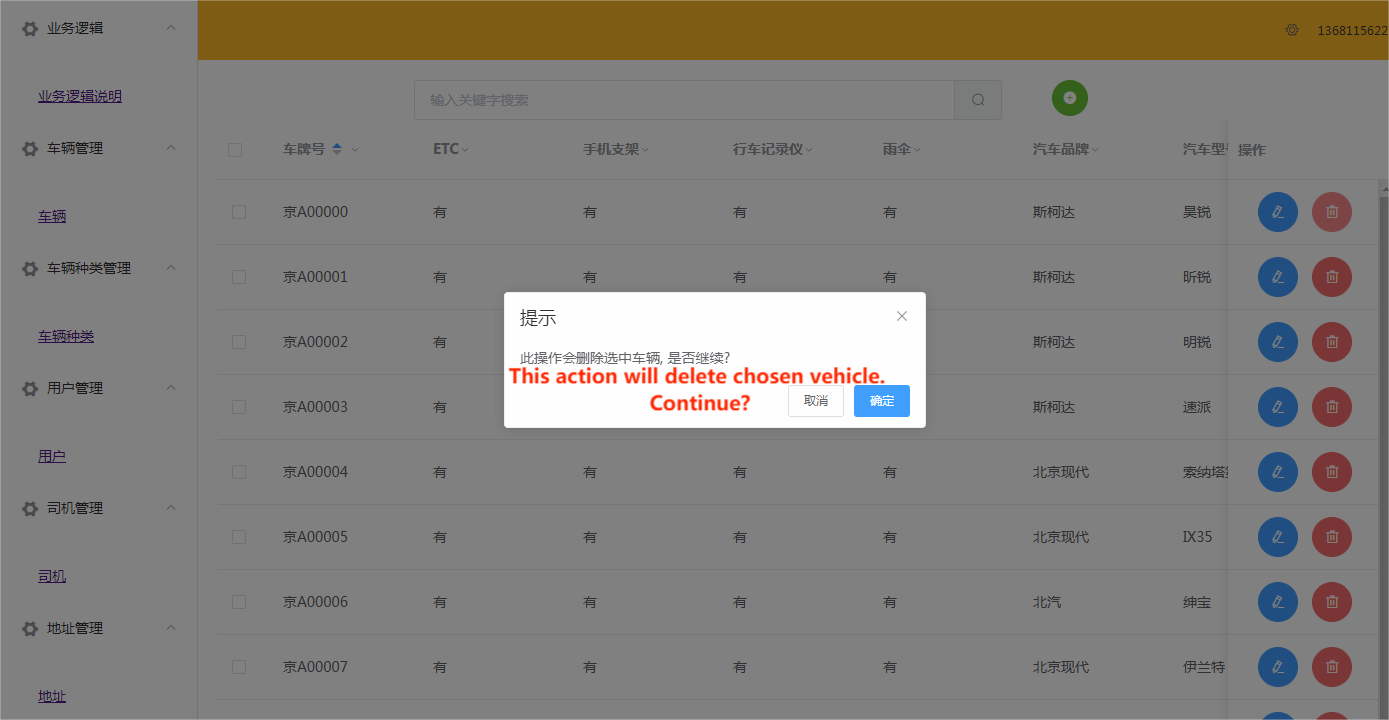 业务逻辑
业务逻辑说明
车辆管理
车辆
车辆种类管理
车辆种类
用户管理
用户
司机管理
司机
地址管理
地址
1368115622
输入关键字搜索
车牌号 ETC 手机支架 行车记录仪 雨伞 汽车品牌 汽车型 操作
京A00000 有 有 有 有 斯柯达 昊锐
京A00001 有 有 有 有 斯柯达 昕锐
京A00002 有 斯柯达 明锐
京A00003 有 斯柯达 速派
京A00004 有 有 有 有 北京现代 索纳塔
京A00005 有 有 有 有 北京现代 IX35
京A00006 有 有 有 有 北汽 绅宝
京A00007 有 有 有 有 北京现代 伊兰特
提示
此操作会删除选中车辆, 是否继续?
This action will delete chosen vehicle.
Continue?
取消 确定